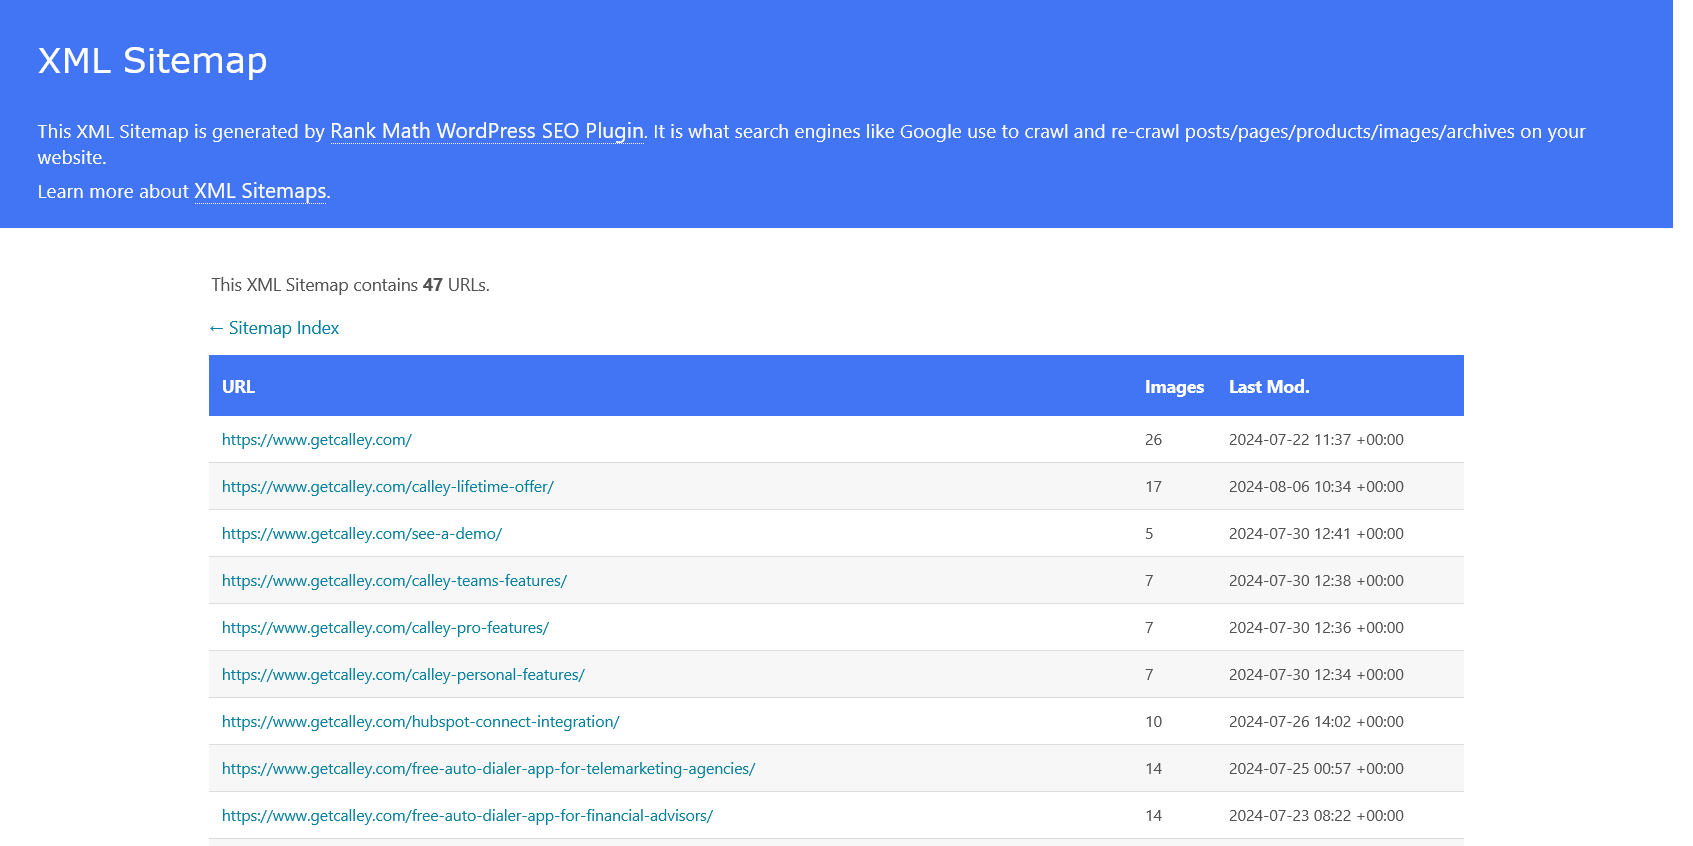 XML Sitemap
This XML Sitemap is generated by Rank Math WordPress SEO Plugin. It is what search engines like Google use to crawl and re-crawl posts/pages/products/images/archives on your
website.
Learn more about XML Sitemaps.
This XML Sitemap contains 47 URLs.
← Sitemap Index
URL Images Last Mod.
https://www.getcalley.com/ 26 2024-07-22 11:37 +00:00
https://www.getcalley.com/calley-lifetime-offer/ 17 2024-08-06 10:34 +00:00
https://www.getcalley.com/see-a-demo/ 5 2024-07-30 12:41 +00:00
https://www.getcalley.com/calley-teams-features/ 7 2024-07-30 12:38 +00:00
https://www.getcalley.com/calley-pro-features/ 7 2024-07-30 12:36 +00:00
https://www.getcalley.com/calley-personal-features/ 7 2024-07-30 12:34 +00:00
https://www.getcalley.com/hubspot-connect-integration/ 10 2024-07-26 14:02 +00:00
https://www.getcalley.com/free-auto-dialer-app-for-telemarketing-agencies/ 14 2024-07-25 00:57 +00:00
https://www.getcalley.com/free-auto-dialer-app-for-financial-advisors/ 14 2024-07-23 08:22 +00:00